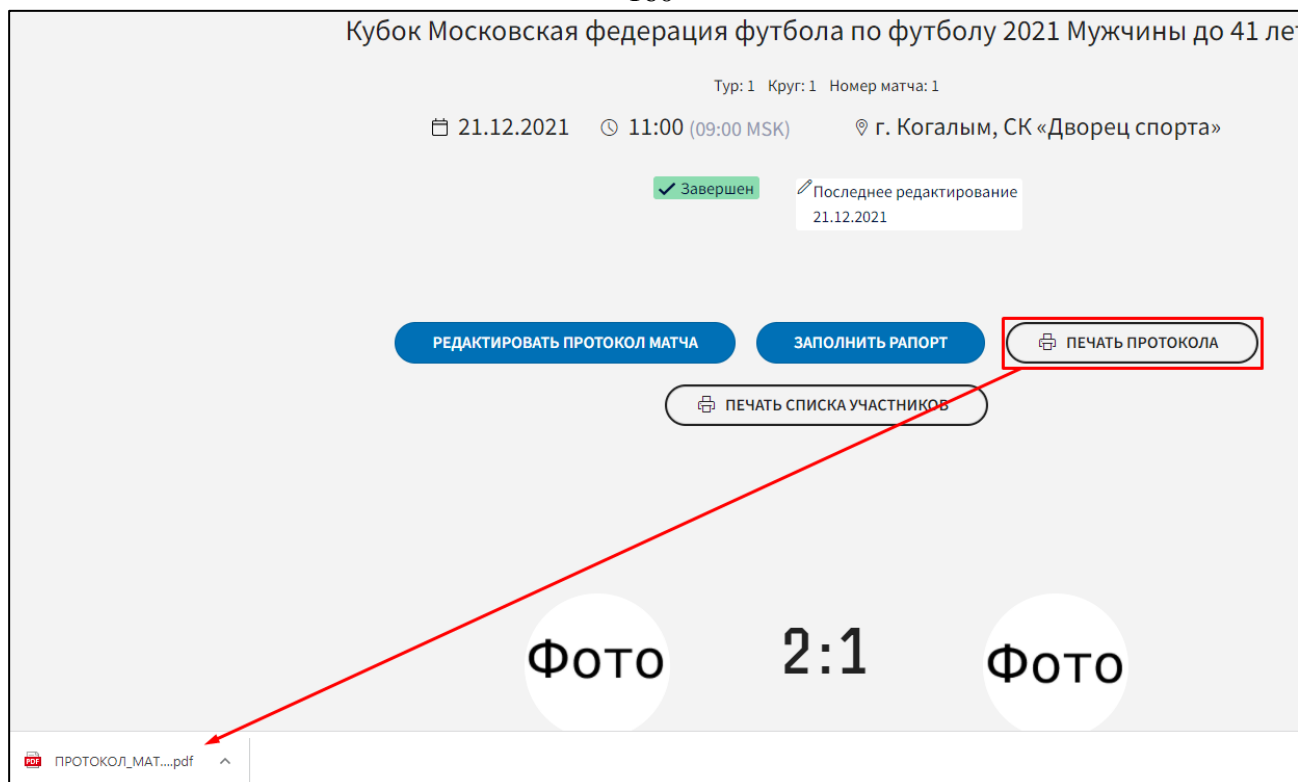 Кубок Московская федерация футбола по футболу 2021 Мужчины до 41 ле
Тур: 1 Круг: 1 Номер матча: 1
21.12.2021 11:00 (09:00 MSK) г. Когалым, СК «Дворец спорта»
Завершен
Последнее редактирование
21.12.2021
РЕДАКТИРОВАТЬ ПРОТОКОЛ МАТЧА ЗАПОЛНИТЬ РАПОРТ ПЕЧАТЬ ПРОТОКОЛА
ПЕЧАТЬ СПИСКА УЧАСТНИКОВ
Фото 2:1 Фото
PDF ПРОТОКОЛ_МАТ....pdf